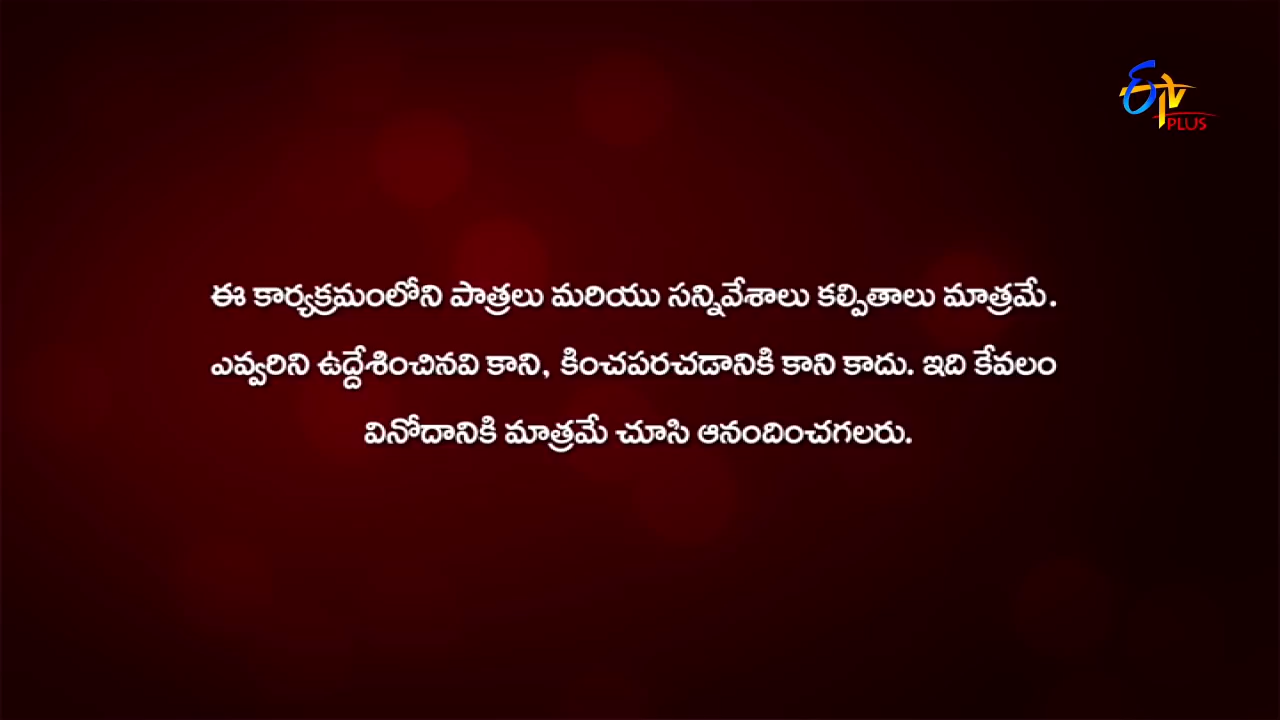 ETV
PLUS
ఈ కార్యక్రమంలోని పాత్రలు మరియు సన్నివేశాలు కల్పితాలు మాత్రమే.
ఎవ్వరిని ఉద్దేశించినవి కాని, కించపరచడానికి కాని కాదు. ఇది కేవలం
వినోదానికి మాత్రమే చూసి ఆనందించగలరు.